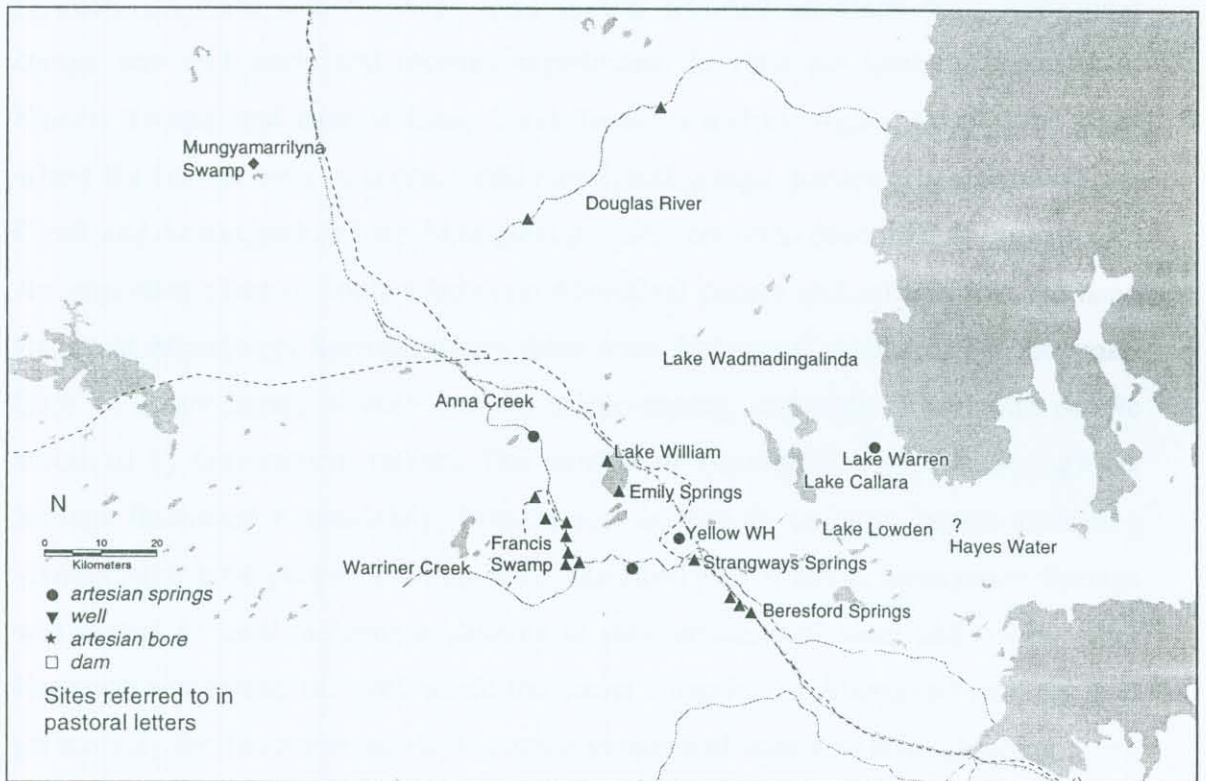 Mungyamarrilyna
Swamp
Douglas River
Lake Wadmadingalinda
Anna Creek
Lake William
Lake Warren
Lake Callara
Emily Springs
N
20
Kilometers
Francis
Swamp
Yellow WH
Lake Lowden
?
Hayes Water
Warriner Creek
Strangways Springs
Beresford Springs
artesian springs
well
artesian bore
dam
Sites referred to in
pastoral letters